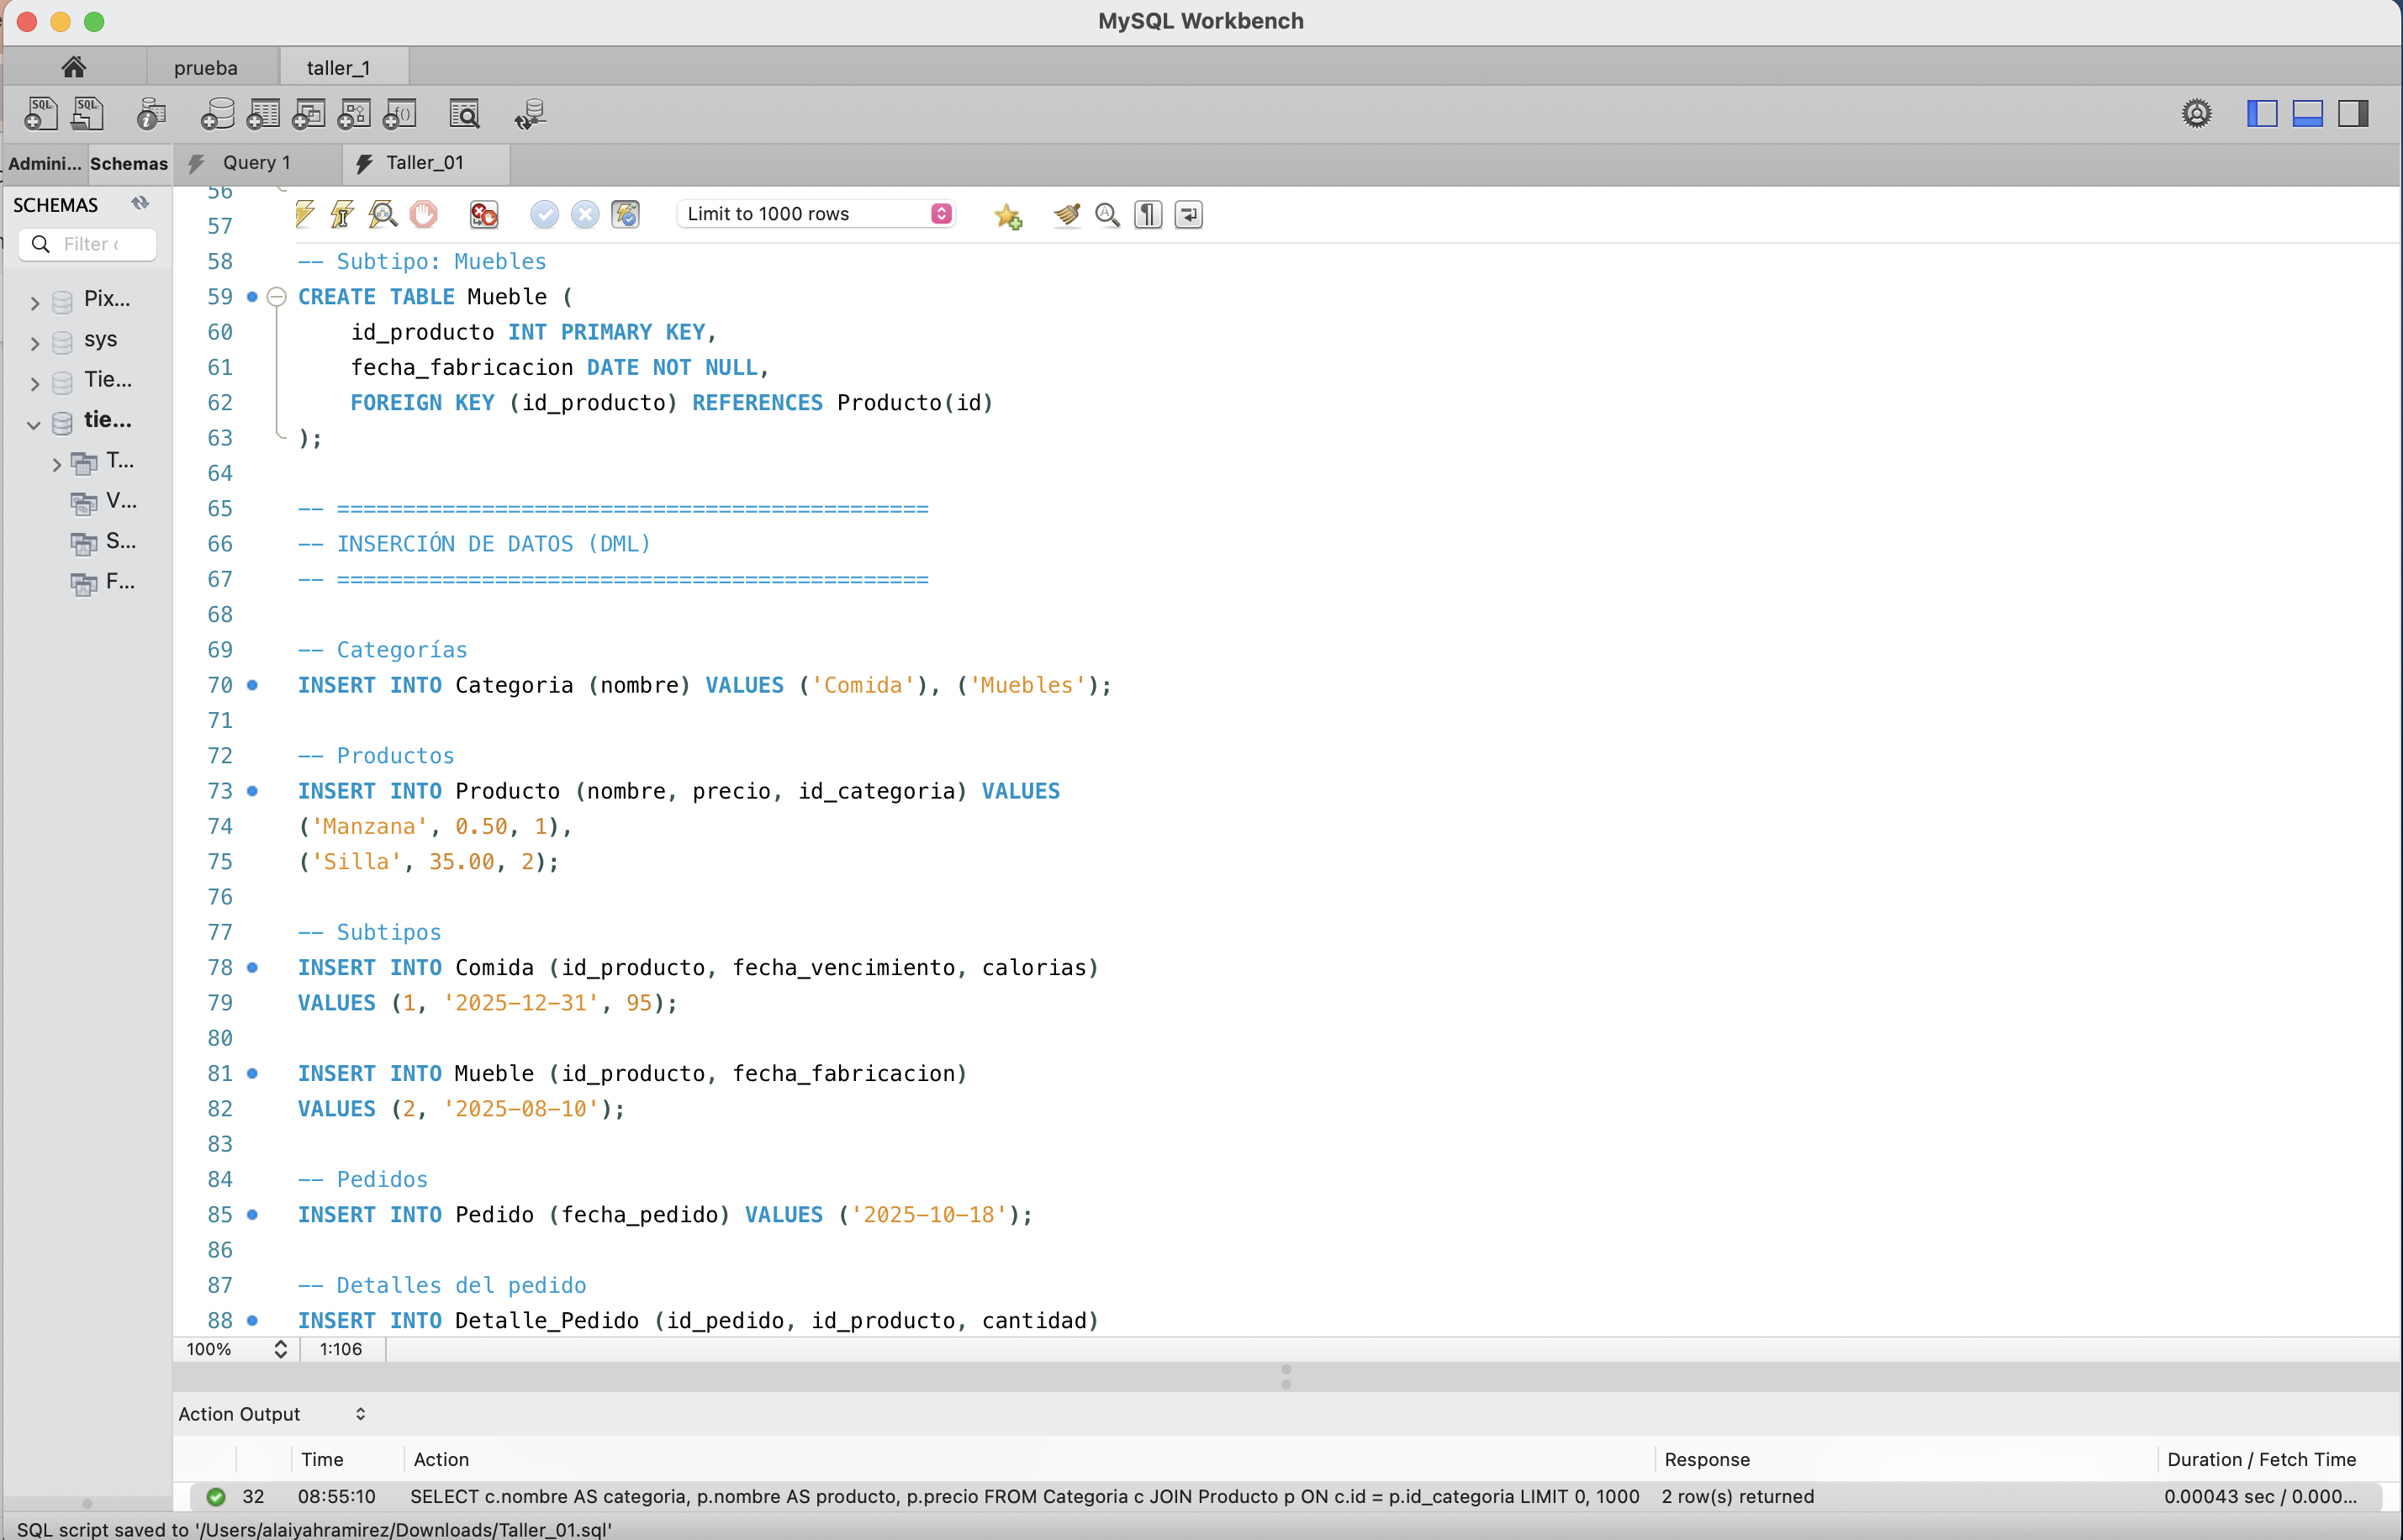 MySQL Workbench
prueba
taller_1
Admini...
Schemas
Query 1
Taller_01
SCHEMAS
Filter
Limit to 1000 rows
Pix...
sys
Tie...
tie...
T...
V...
S...
F...
56
57
58 -- Subtipo: Muebles
59 CREATE TABLE Mueble (
60 id_producto INT PRIMARY KEY,
61 fecha_fabricacion DATE NOT NULL,
62 FOREIGN KEY (id_producto) REFERENCES Producto(id)
63 );
64
65 -- =============================================
66 -- INSERCIÓN DE DATOS (DML)
67 -- =============================================
68
69 -- Categorías
70 INSERT INTO Categoria (nombre) VALUES ('Comida'), ('Muebles');
71
72 -- Productos
73 INSERT INTO Producto (nombre, precio, id_categoria) VALUES
74 ('Manzana', 0.50, 1),
75 ('Silla', 35.00, 2);
76
77 -- Subtipos
78 INSERT INTO Comida (id_producto, fecha_vencimiento, calorias)
79 VALUES (1, '2025-12-31', 95);
80
81 INSERT INTO Mueble (id_producto, fecha_fabricacion)
82 VALUES (2, '2025-08-10');
83
84 -- Pedidos
85 INSERT INTO Pedido (fecha_pedido) VALUES ('2025-10-18');
86
87 -- Detalles del pedido
88 INSERT INTO Detalle_Pedido (id_pedido, id_producto, cantidad)
100% 1:106
Action Output
Time Action Response Duration / Fetch Time
32 08:55:10 SELECT c.nombre AS categoria, p.nombre AS producto, p.precio FROM Categoria c JOIN Producto p ON c.id = p.id_categoria LIMIT 0, 1000 2 row(s) returned 0.00043 sec / 0.000...
SQL script saved to '/Users/alaiyahramirez/Downloads/Taller_01.sql'